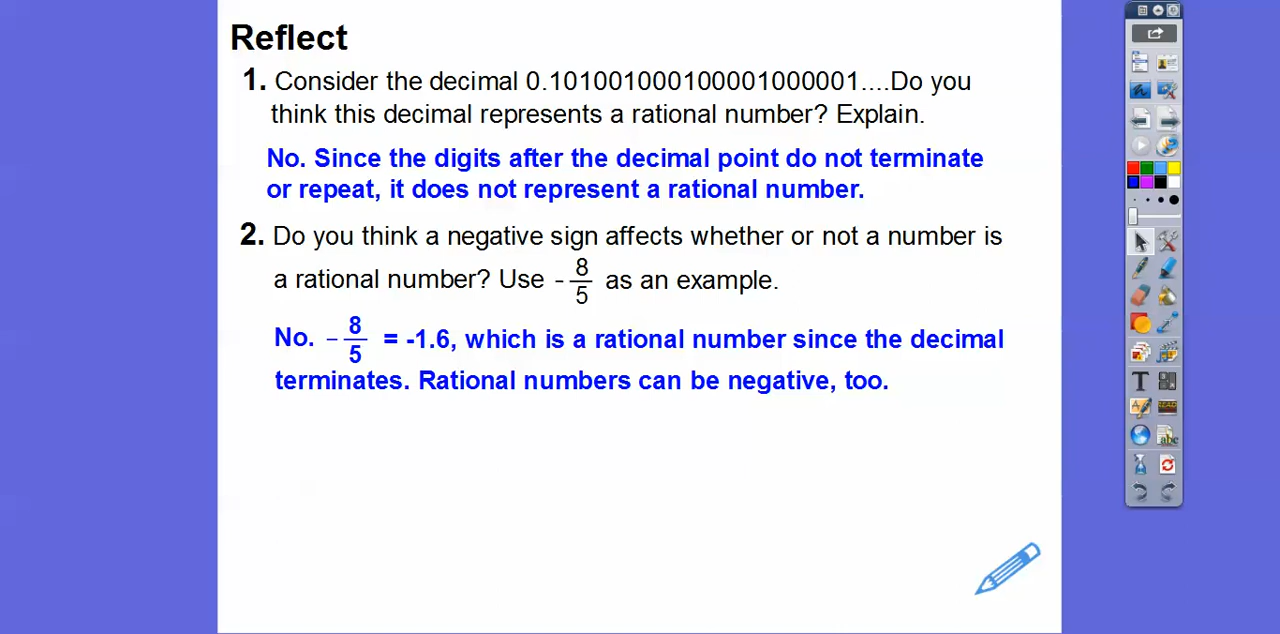 Reflect
1. Consider the decimal 0.101001000100001000001....Do you
think this decimal represents a rational number? Explain.
No. Since the digits after the decimal point do not terminate
or repeat, it does not represent a rational number.
2. Do you think a negative sign affects whether or not a number is
a rational number? Use -8/5 as an example.
No. -8/5 = -1.6, which is a rational number since the decimal
terminates. Rational numbers can be negative, too.
T
abc